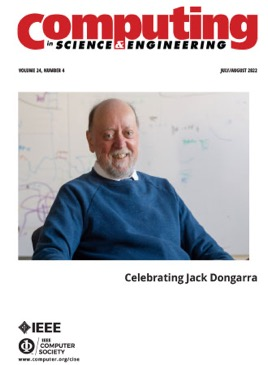 Computing
in SCIENCE & ENGINEERING
VOLUME 24, NUMBER 4 JULY/AUGUST 2022
Celebrating Jack Dongarra
IEEE
IEEE
COMPUTER
SOCIETY
www.computer.org/cise